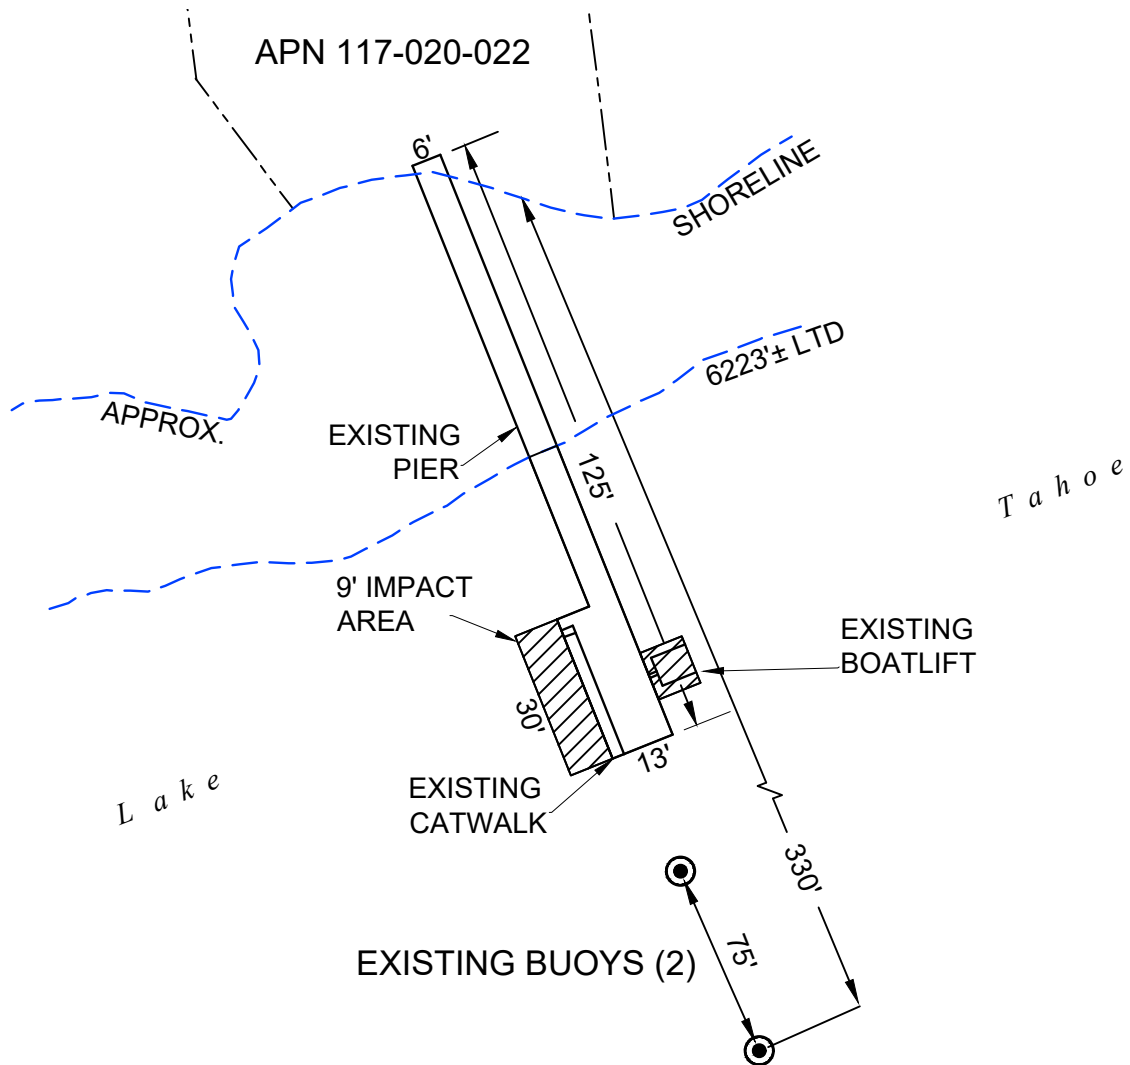 APN 117-020-022
6'
SHORELINE
6223'± LTD
APPROX.
EXISTING
PIER
125'
Tahoe
9' IMPACT
AREA
EXISTING
BOATLIFT
30'
13'
Lake
EXISTING
CATWALK
330'
75'
EXISTING BUOYS (2)